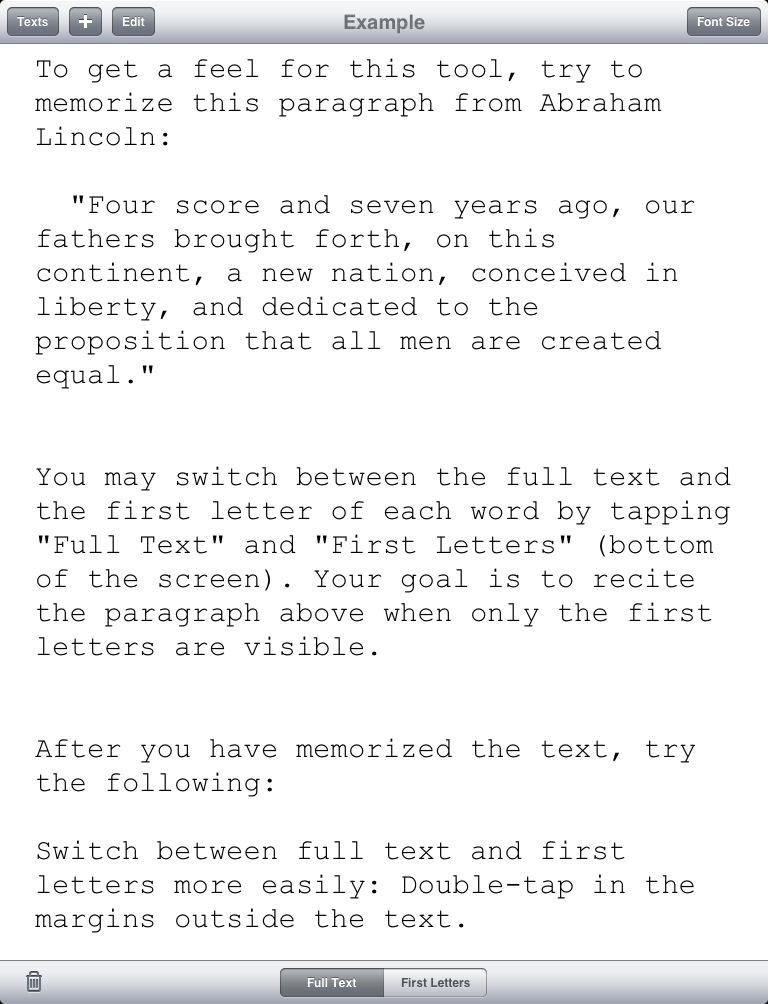 Texts + Edit Example Font Size
To get a feel for this tool, try to
memorize this paragraph from Abraham
Lincoln:
"Four score and seven years ago, our
fathers brought forth, on this
continent, a new nation, conceived in
liberty, and dedicated to the
proposition that all men are created
equal."
You may switch between the full text and
the first letter of each word by tapping
"Full Text" and "First Letters" (bottom
of the screen). Your goal is to recite
the paragraph above when only the first
letters are visible.
After you have memorized the text, try
the following:
Switch between full text and first
letters more easily: Double-tap in the
margins outside the text.
Full Text First Letters